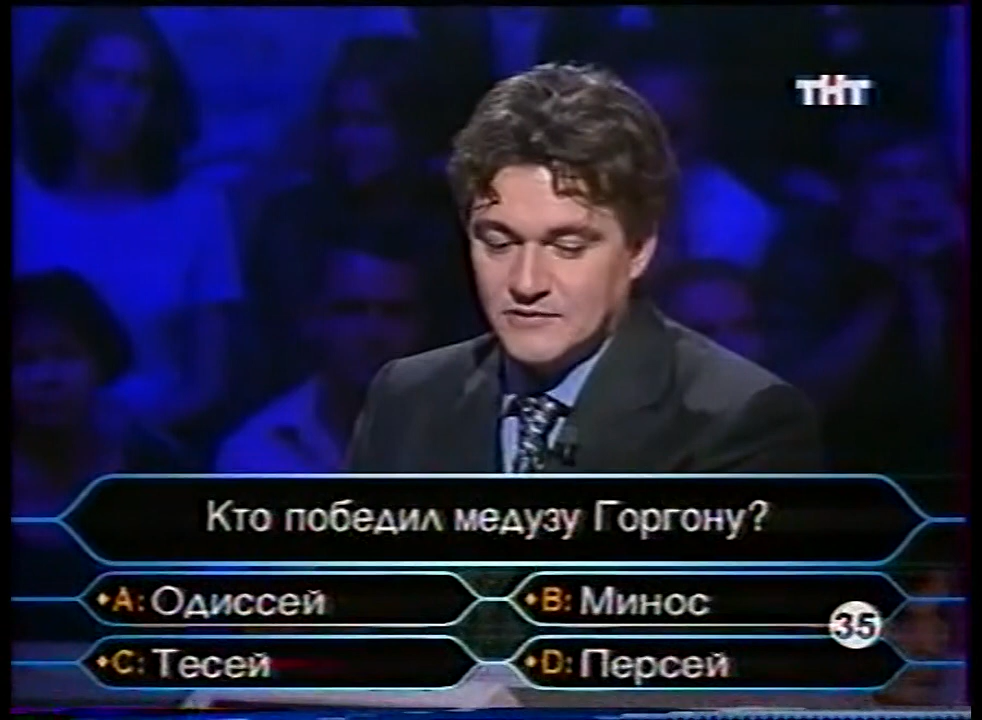 ТНТ
Кто победил медузу Горгону?
А: Одиссей
В: Минос
35
С: Тесей
D: Персей